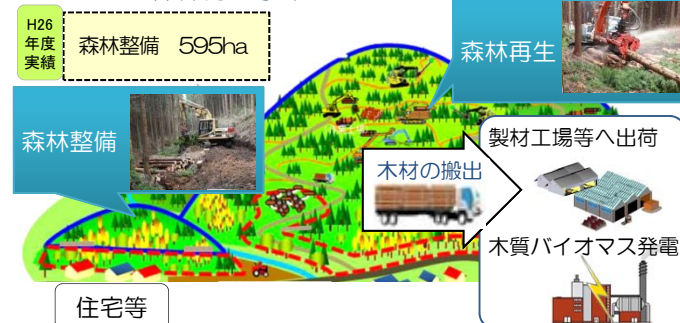 H26
年度
実績
森林整備 595ha
森林再生
森林整備
木材の搬出
製材工場等へ出荷
木質バイオマス発電
住宅等